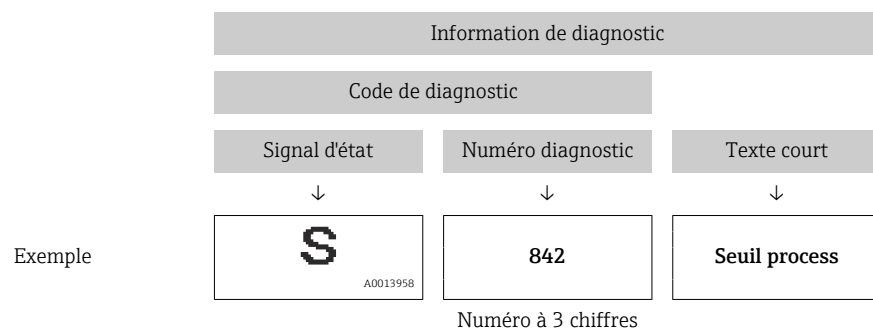 Information de diagnostic
Code de diagnostic
Signal d'état Numéro diagnostic Texte court
↓ ↓ ↓
Exemple S 842 Seuil process
A0013958
Numéro à 3 chiffres